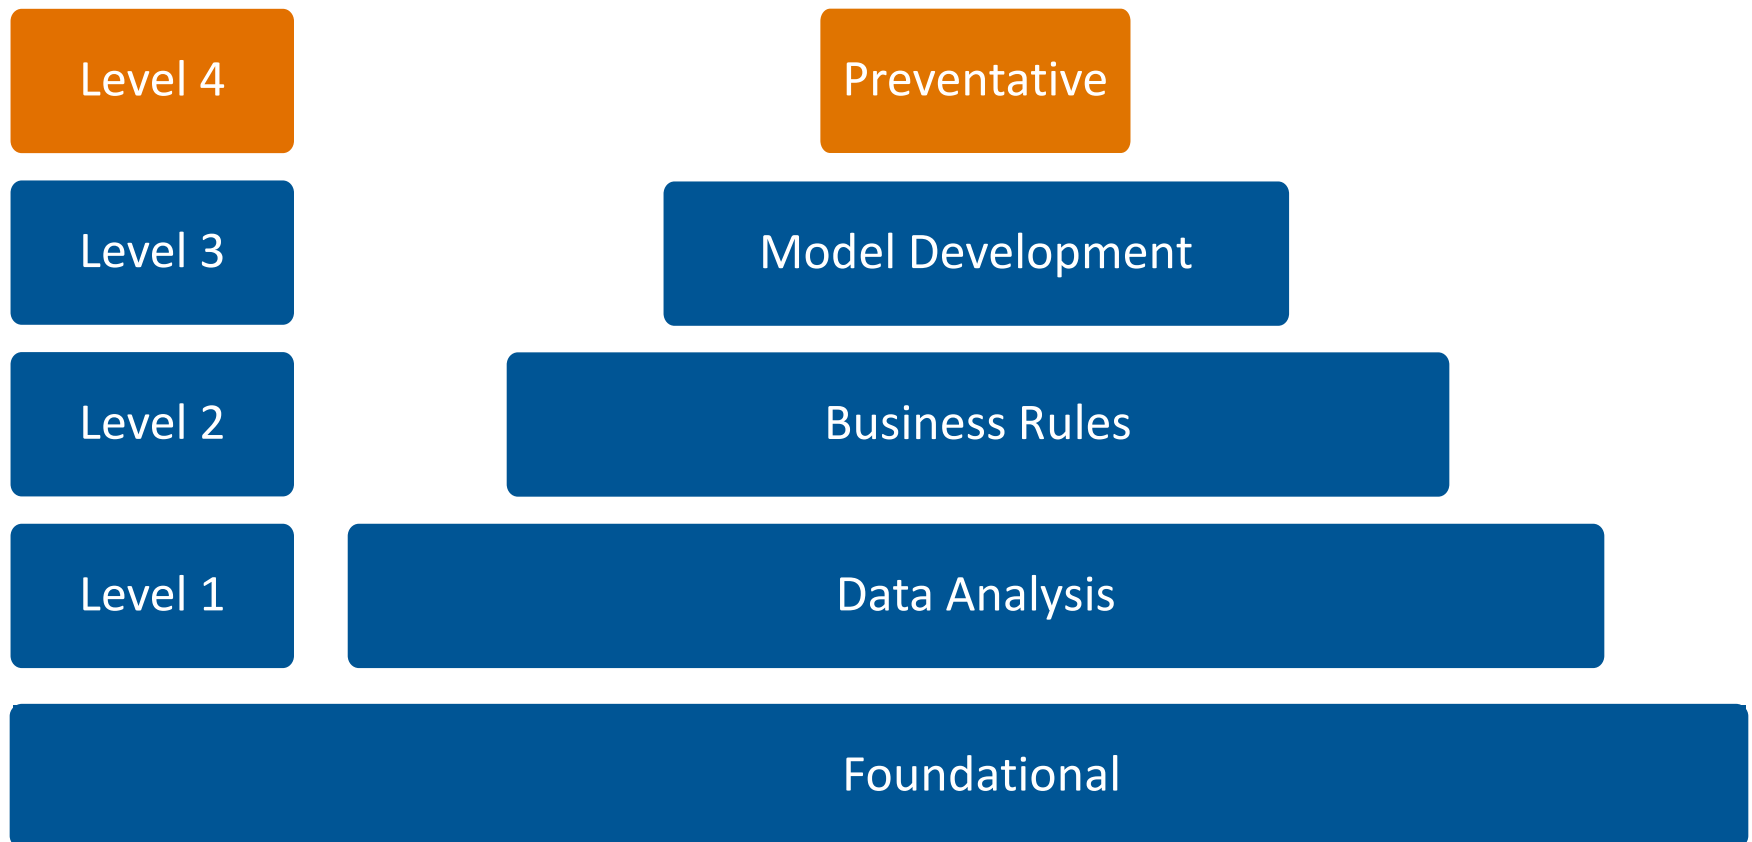 Level 4
Preventative
Level 3
Model Development
Level 2
Business Rules
Level 1
Data Analysis
Foundational